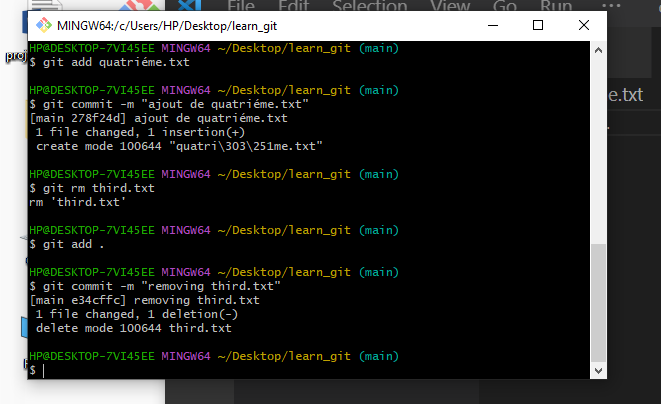 Edit Selection View Go Run
MINGW64:/c/Users/HP/Desktop/learn_git
HP@DESKTOP-7VI45EE MINGW64 ~/Desktop/learn_git (main)
$ git add quatriéme.txt
HP@DESKTOP-7VI45EE MINGW64 ~/Desktop/learn_git (main)
$ git commit -m "ajout de quatriéme.txt"
[main 278f24d] ajout de quatriéme.txt
1 file changed, 1 insertion(+)
create mode 100644 "quatri\303\251me.txt"
HP@DESKTOP-7VI45EE MINGW64 ~/Desktop/learn_git (main)
$ git rm third.txt
rm 'third.txt'
HP@DESKTOP-7VI45EE MINGW64 ~/Desktop/learn_git (main)
$ git add .
HP@DESKTOP-7VI45EE MINGW64 ~/Desktop/learn_git (main)
$ git commit -m "removing third.txt"
[main e34cffc] removing third.txt
1 file changed, 1 deletion(-)
delete mode 100644 third.txt
HP@DESKTOP-7VI45EE MINGW64 ~/Desktop/learn_git (main)
$
proj
e.txt